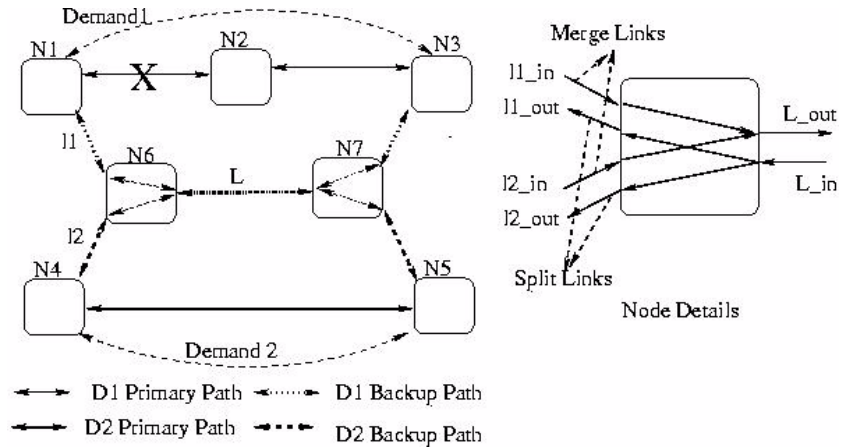 Demand1
N1
N2
N3
X
l1
N6
N7
L
l2
N4
N5
Demand 2
D1 Primary Path
D1 Backup Path
D2 Primary Path
D2 Backup Path
Merge Links
l1_in
l1_out
L_out
l2_in
L_in
l2_out
Split Links
Node Details